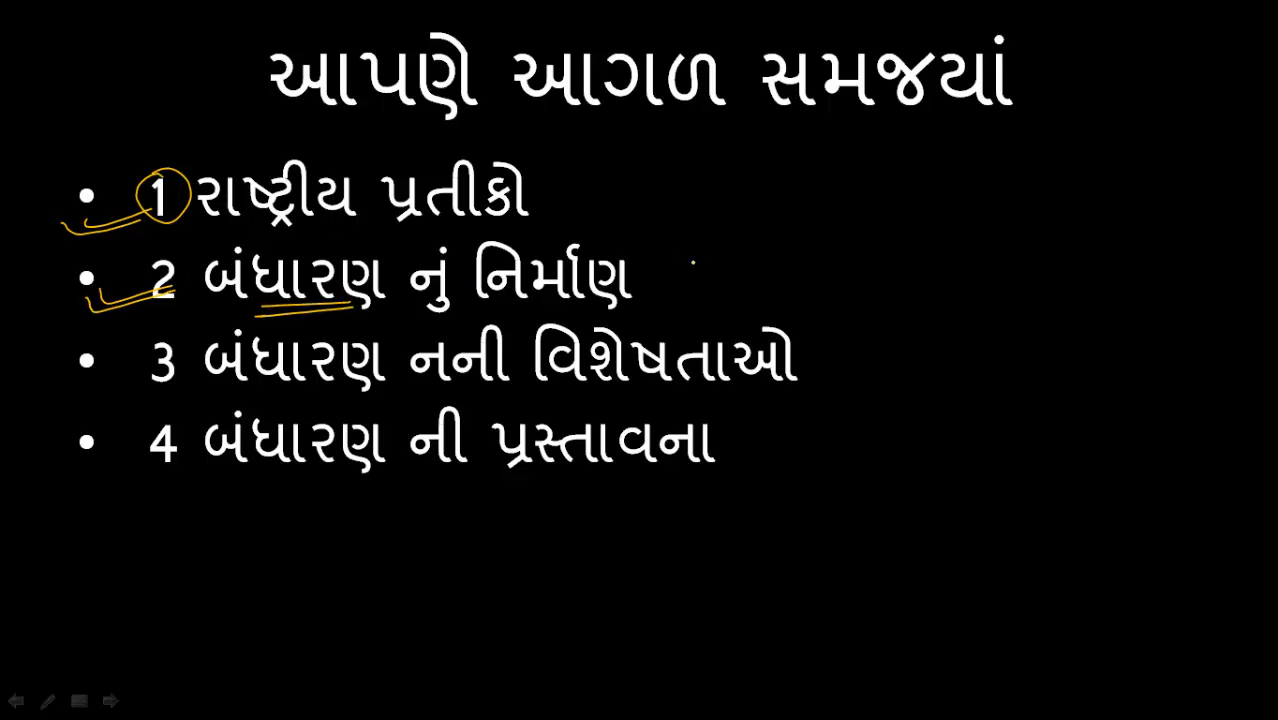 આપણે આગળ સમજયાં
• 1 રાષ્ટ્રીય પ્રતીકો
• 2 બંધારણ નું નિર્માણ
• 3 બંધારણ નની વિશેષતાઓ
• 4 બંધારણ ની પ્રસ્તાવના